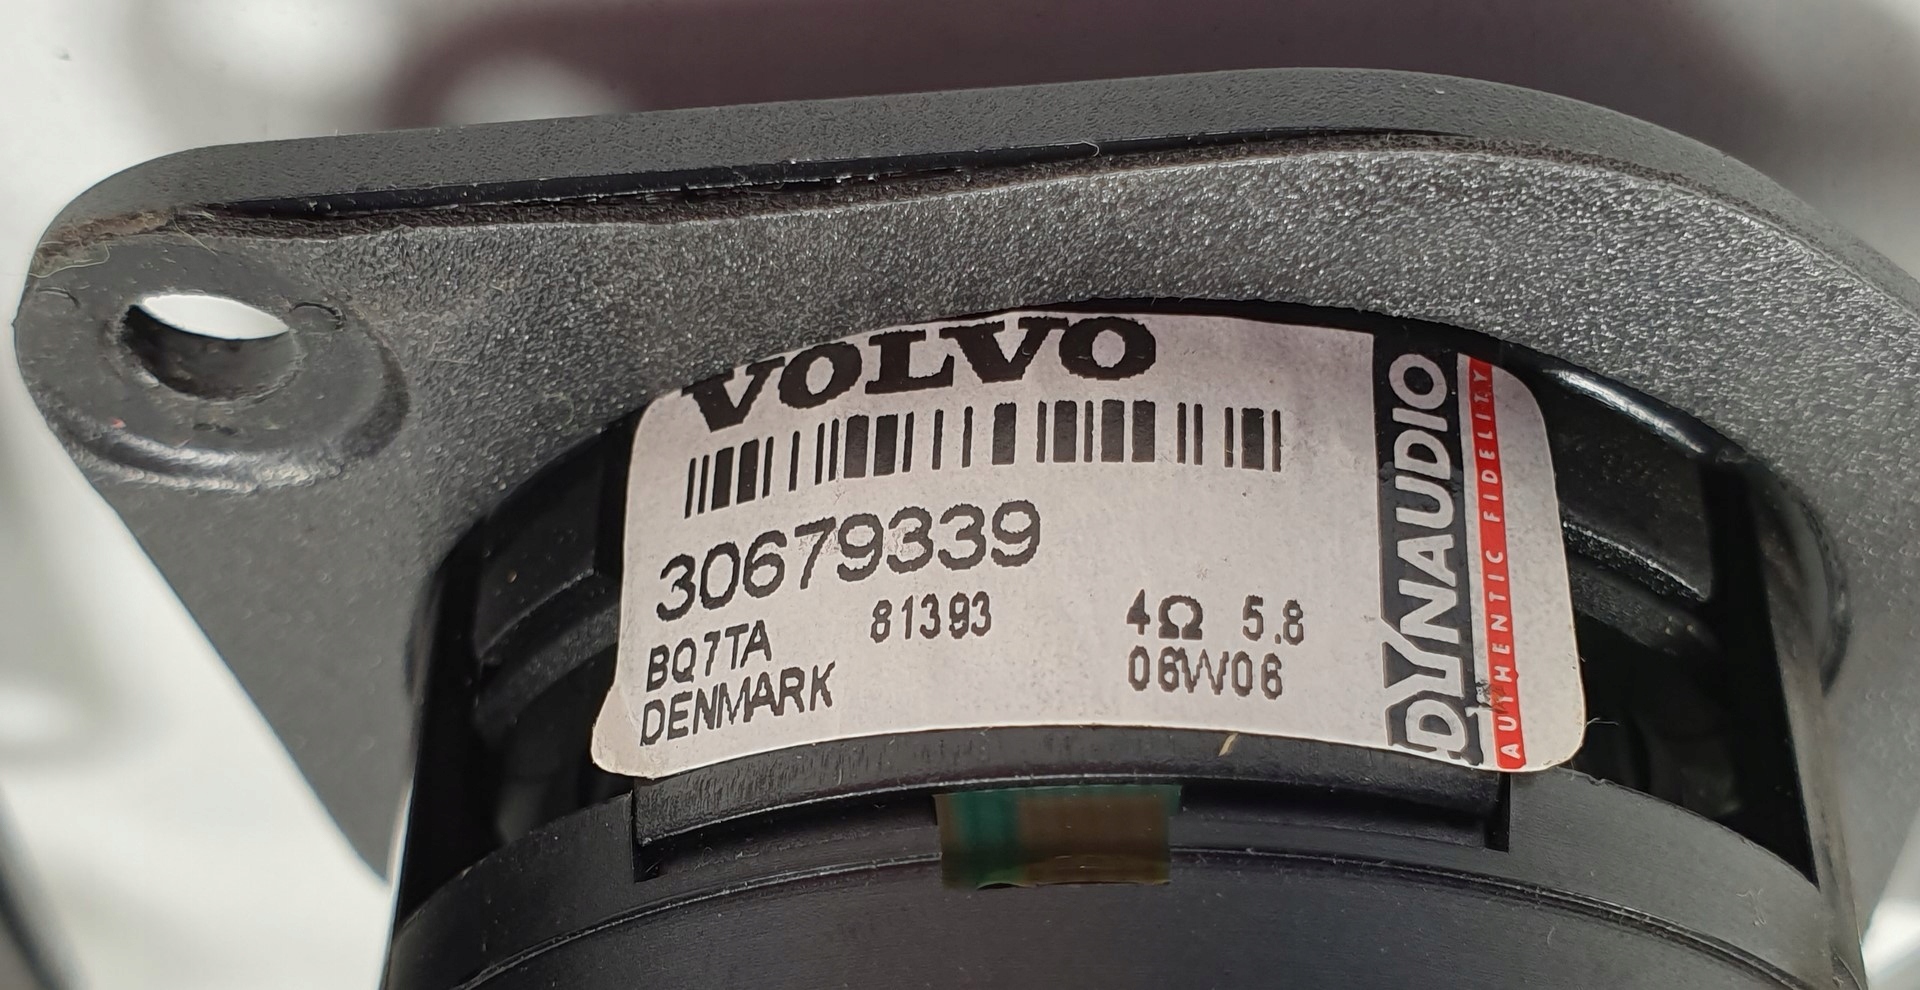 VOLVO
30679339
BQ7TA 81393 4Ω 5.8
DENMARK 06W06
DYNAUDIO
AUTHENTIC FIDELITY